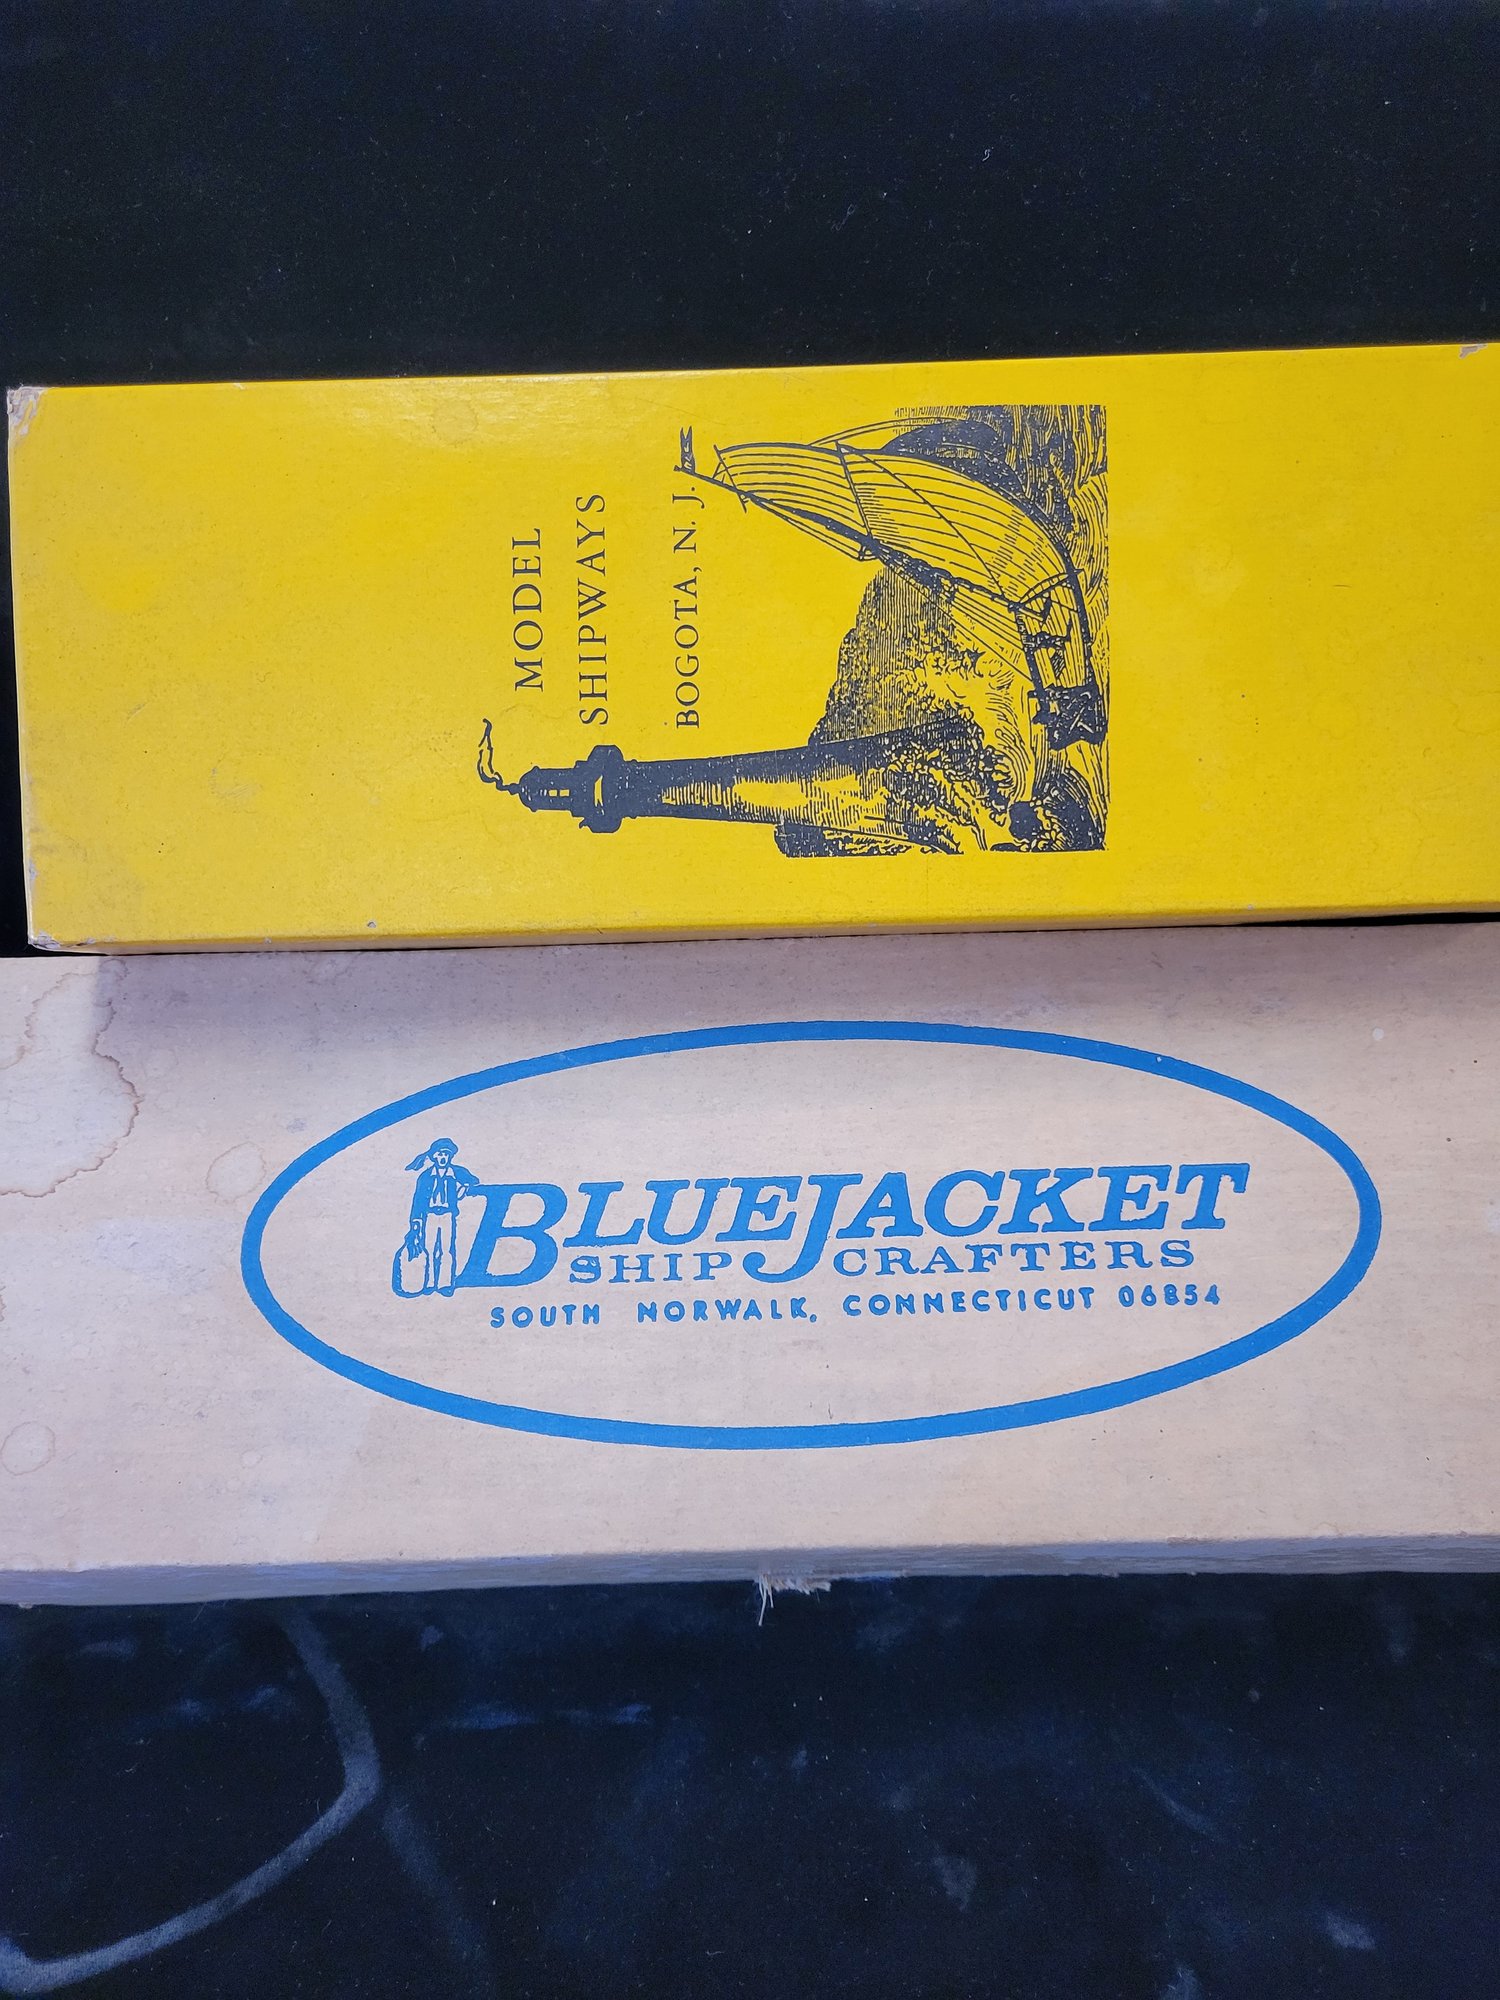 MODEL
SHIPWAYS
BOGOTA, N. J.
BLUEJACKET
SHIP CRAFTERS
SOUTH NORWALK, CONNECTICUT 06854